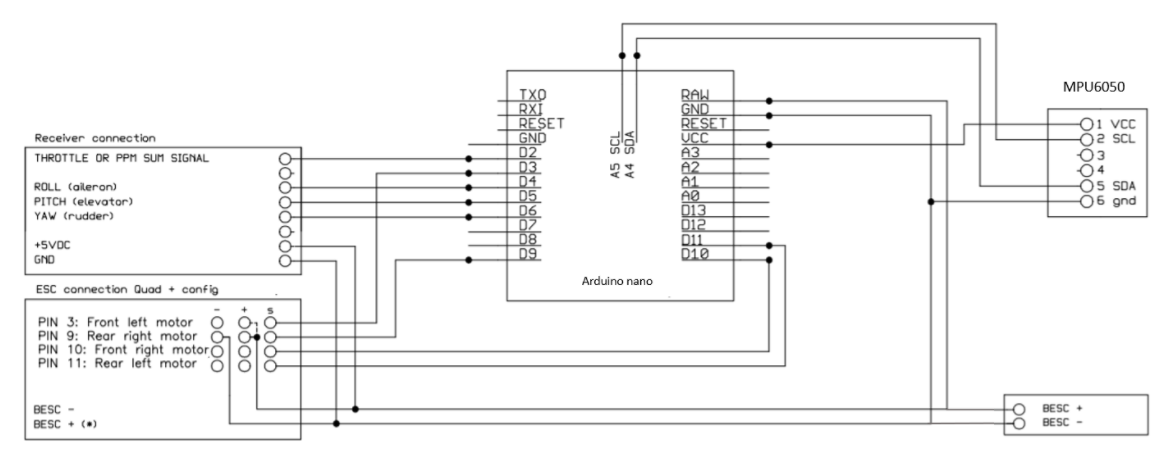 MPU6050
TXO
RXI
RESET
GND
D2
D3
D4
D5
D6
D7
D8
D9
A5 SCL
A4 SDA
RAW
GND
RESET
VCC
A3
A2
A1
A0
D13
D12
D11
D10
Arduino nano
1 VCC
2 SCL
3
4
5 SDA
6 gnd
Receiver connection
THROTTLE OR PPM SUM SIGNAL
ROLL (aileron)
PITCH (elevator)
YAW (rudder)
+5VDC
GND
ESC connection Quad + config
- + s
PIN 3: Front left motor
PIN 9: Rear right motor
PIN 10: Front right motor
PIN 11: Rear left motor
BESC -
BESC + (*)
BESC +
BESC -